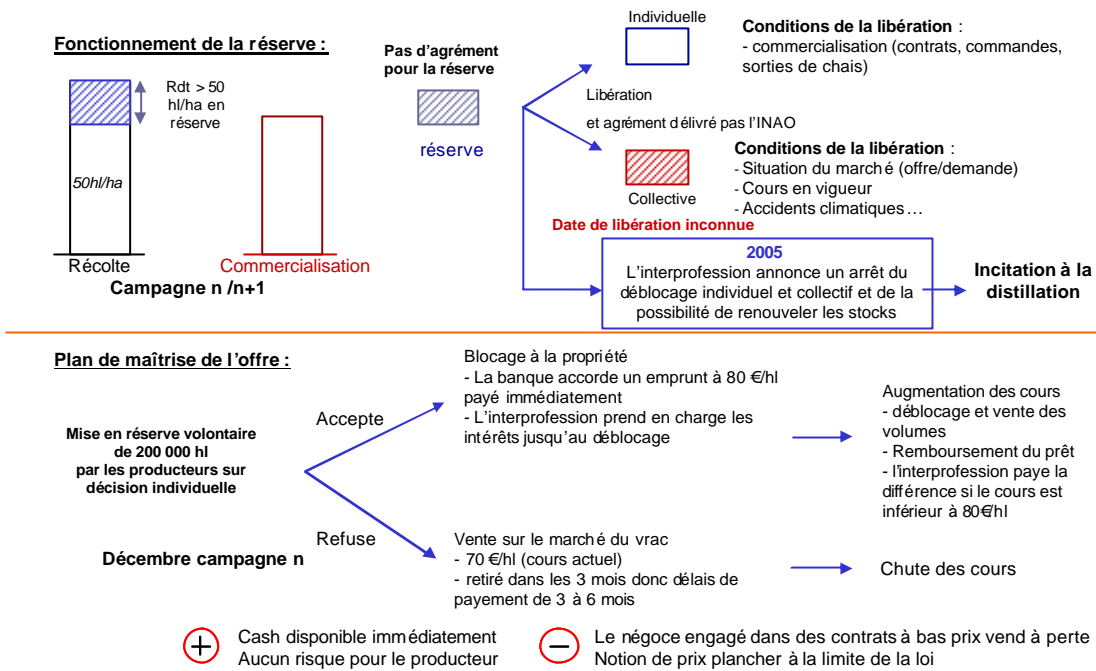 Fonctionnement de la réserve :
Rdt > 50
hl/ha en
réserve
50hl/ha
Récolte
Commercialisation
Campagne n /n+1
Pas d'agrément
pour la réserve
réserve
Individuelle
Libération
et agrément délivré pas l'INAO
Collective
Date de libération inconnue
Conditions de la libération :
- commercialisation (contrats, commandes,
sorties de chais)
Conditions de la libération :
- Situation du marché (offre/demande)
- Cours en vigueur
- Accidents climatiques…
2005
L'interprofession annonce un arrêt du
déblocage individuel et collectif et de la
possibilité de renouveler les stocks
Incitation à la
distillation
Plan de maîtrise de l'offre :
Mise en réserve volontaire
de 200 000 hl
par les producteurs sur
décision individuelle
Décembre campagne n
Accepte
Refuse
Blocage à la propriété
- La banque accorde un emprunt à 80 €/hl
payé immédiatement
- L'interprofession prend en charge les
intérêts jusqu'au déblocage
Augmentation des cours
- déblocage et vente des
volumes
- Remboursement du prêt
- l'interprofession paye la
différence si le cours est
inférieur à 80€/hl
Vente sur le marché du vrac
- 70 €/hl (cours actuel)
- retiré dans les 3 mois donc délais de
payement de 3 à 6 mois
Chute des cours
+
Cash disponible immédiatement
Aucun risque pour le producteur
−
Le négoce engagé dans des contrats à bas prix vend à perte
Notion de prix plancher à la limite de la loi